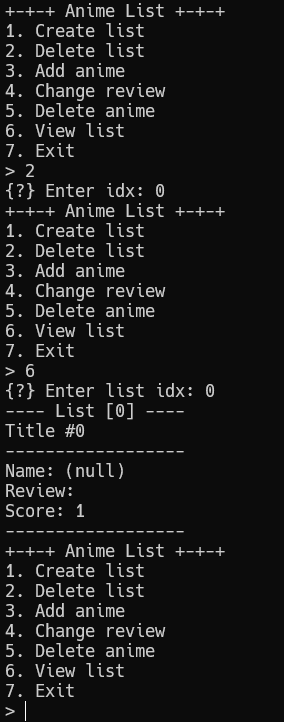 +-+-+ Anime List +-+-+
1. Create list
2. Delete list
3. Add anime
4. Change review
5. Delete anime
6. View list
7. Exit
> 2
{?} Enter idx: 0
+-+-+ Anime List +-+-+
1. Create list
2. Delete list
3. Add anime
4. Change review
5. Delete anime
6. View list
7. Exit
> 6
{?} Enter list idx: 0
---- List [0] ----
Title #0
------------------
Name: (null)
Review:
Score: 1
------------------
+-+-+ Anime List +-+-+
1. Create list
2. Delete list
3. Add anime
4. Change review
5. Delete anime
6. View list
7. Exit
>